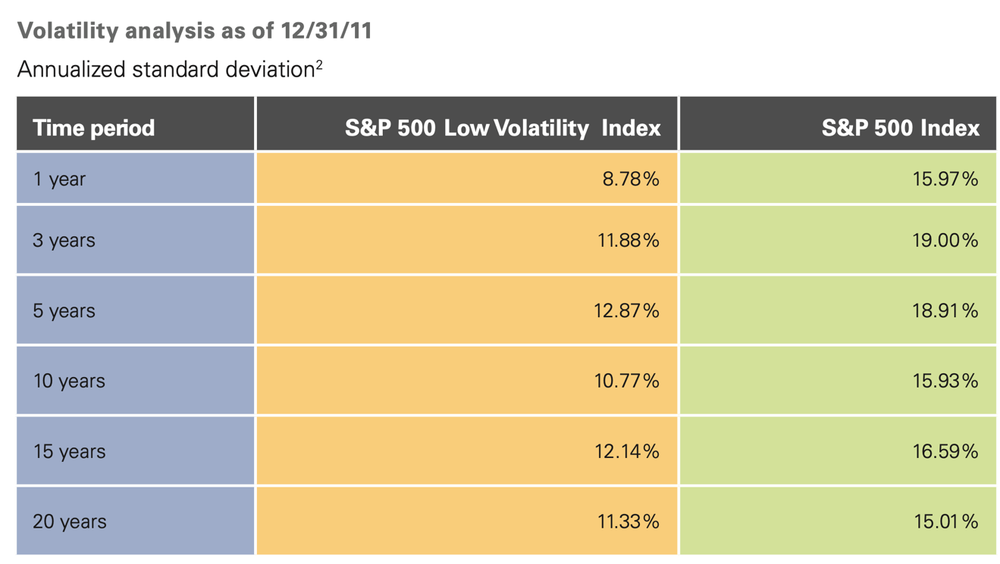 Volatility analysis as of 12/31/11
Annualized standard deviation²
Time period S&P 500 Low Volatility Index S&P 500 Index
1 year 8.78% 15.97%
3 years 11.88% 19.00%
5 years 12.87% 18.91%
10 years 10.77% 15.93%
15 years 12.14% 16.59%
20 years 11.33% 15.01%